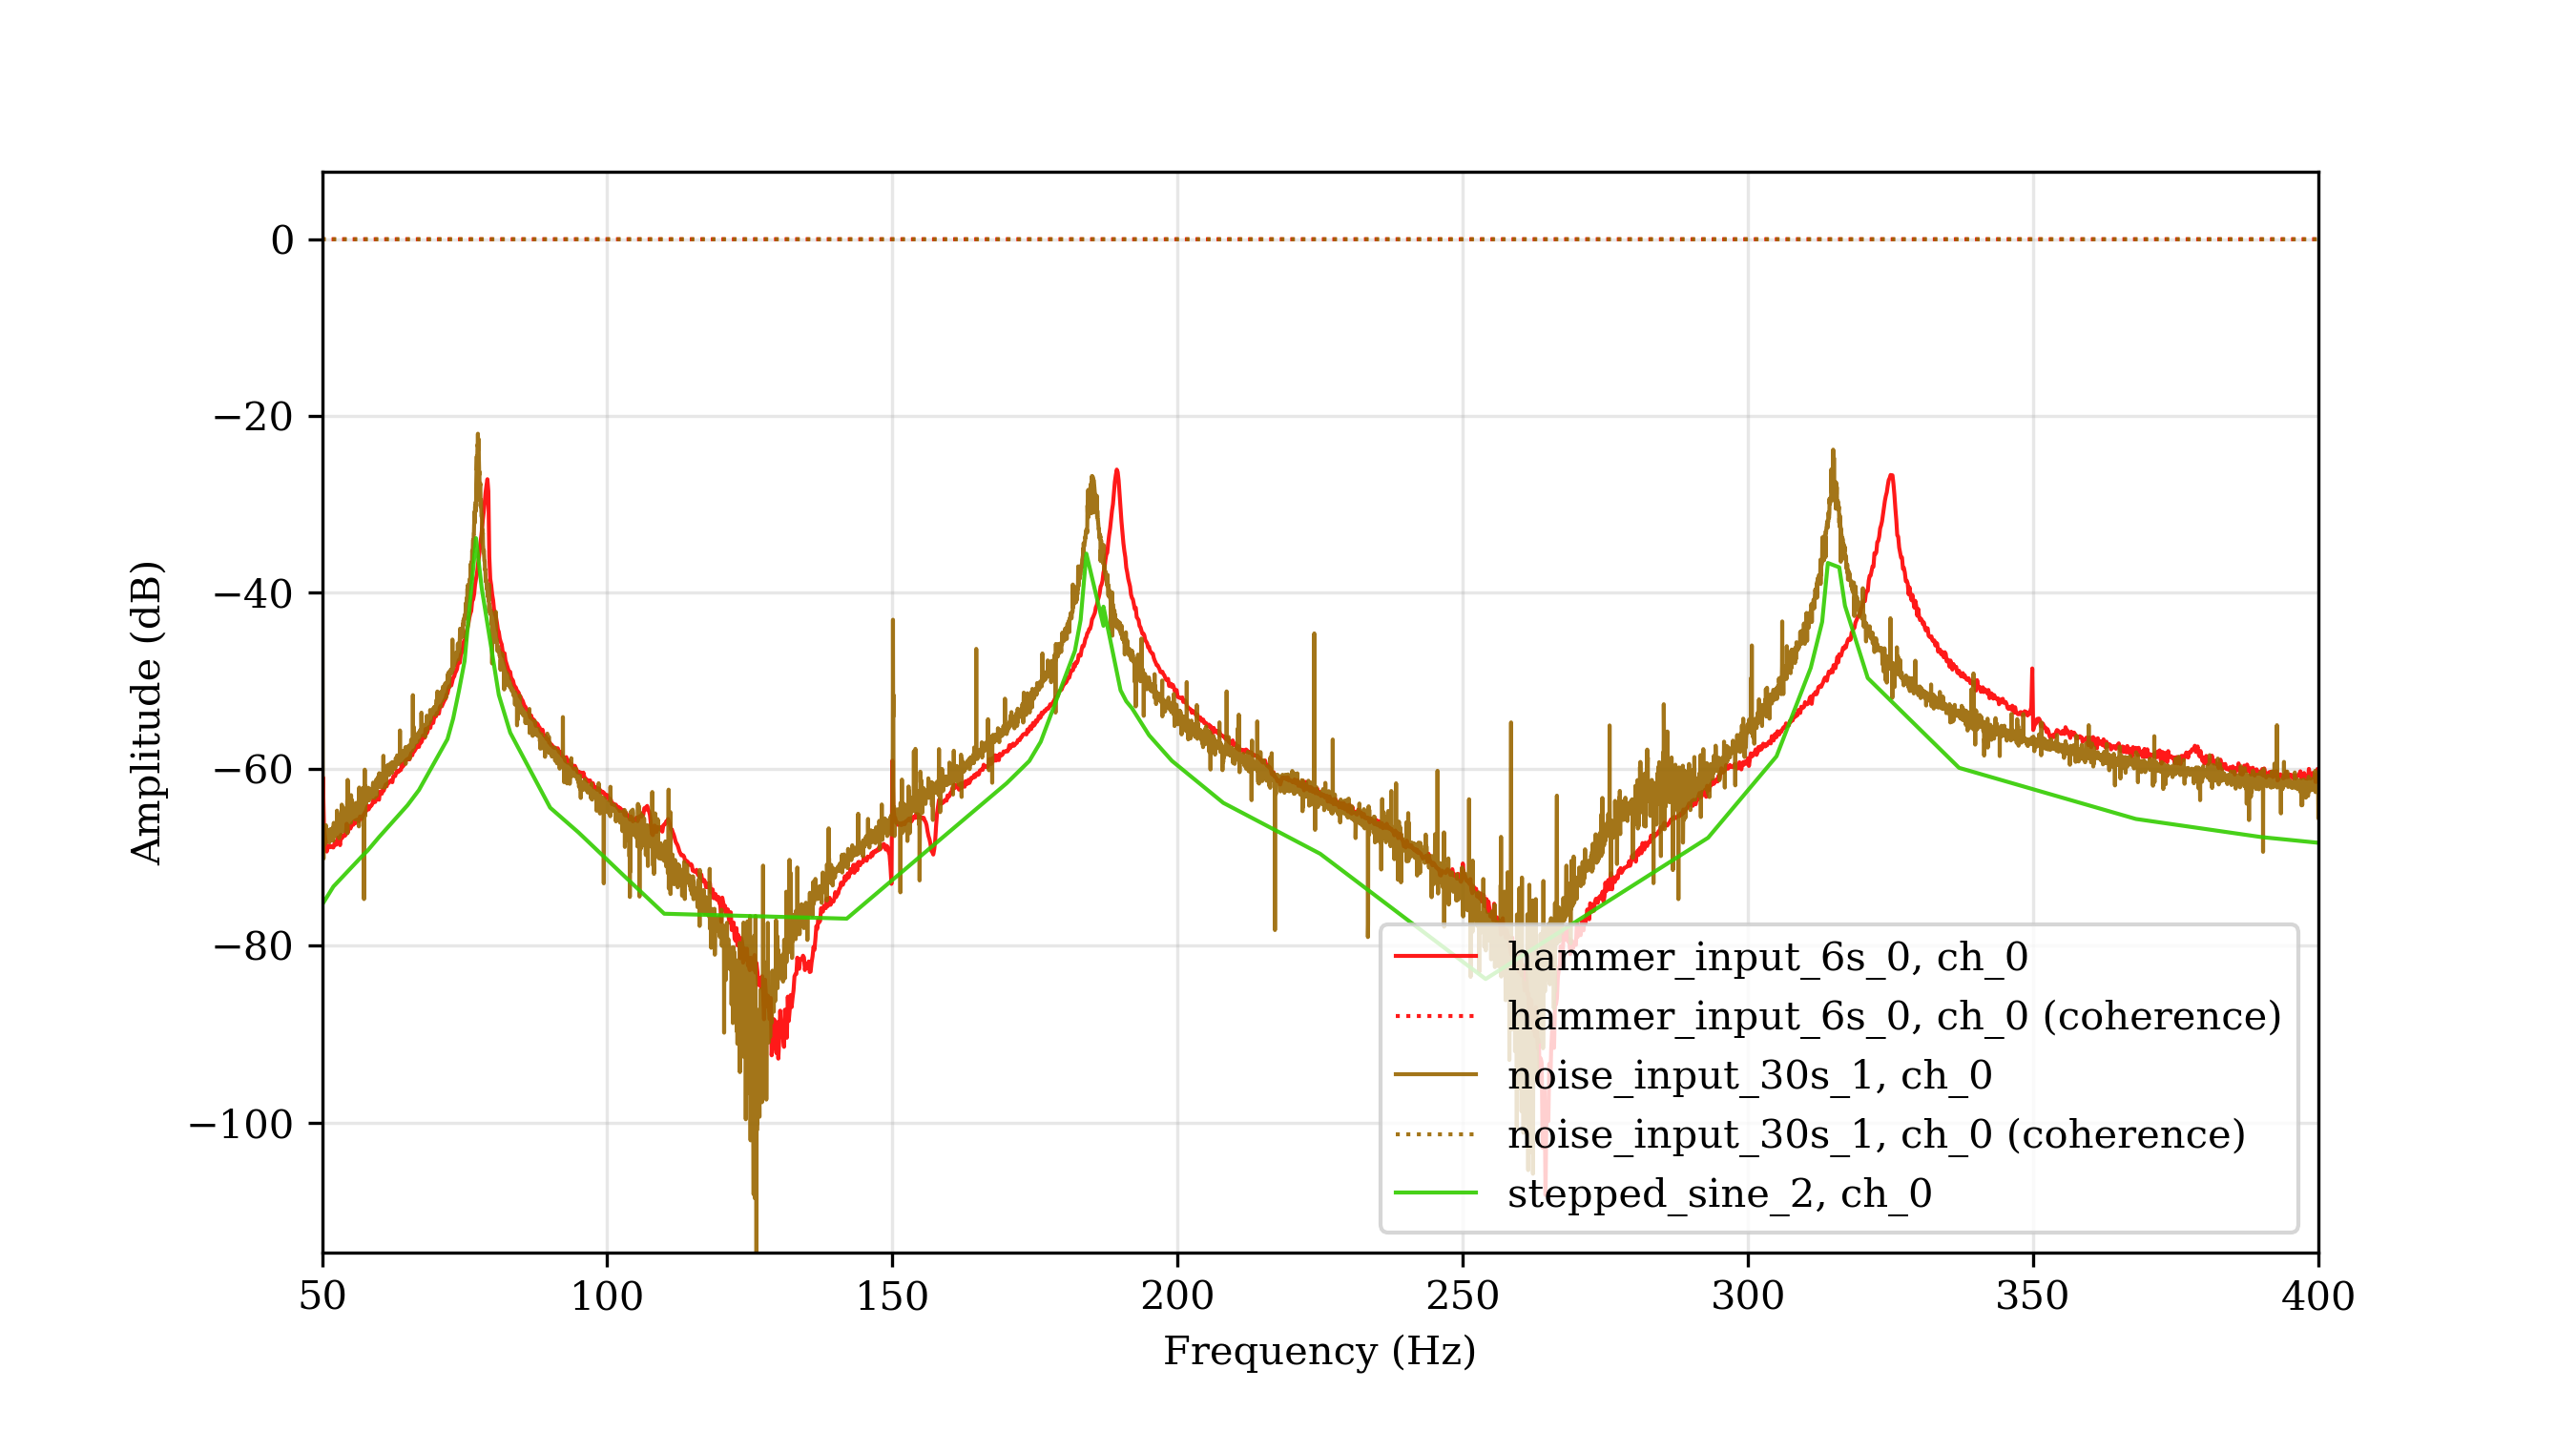 0
−20
−40
−60
−80
−100
Amplitude (dB)
50 100 150 200 250 300 350 400
Frequency (Hz)
hammer_input_6s_0, ch_0
hammer_input_6s_0, ch_0 (coherence)
noise_input_30s_1, ch_0
noise_input_30s_1, ch_0 (coherence)
stepped_sine_2, ch_0